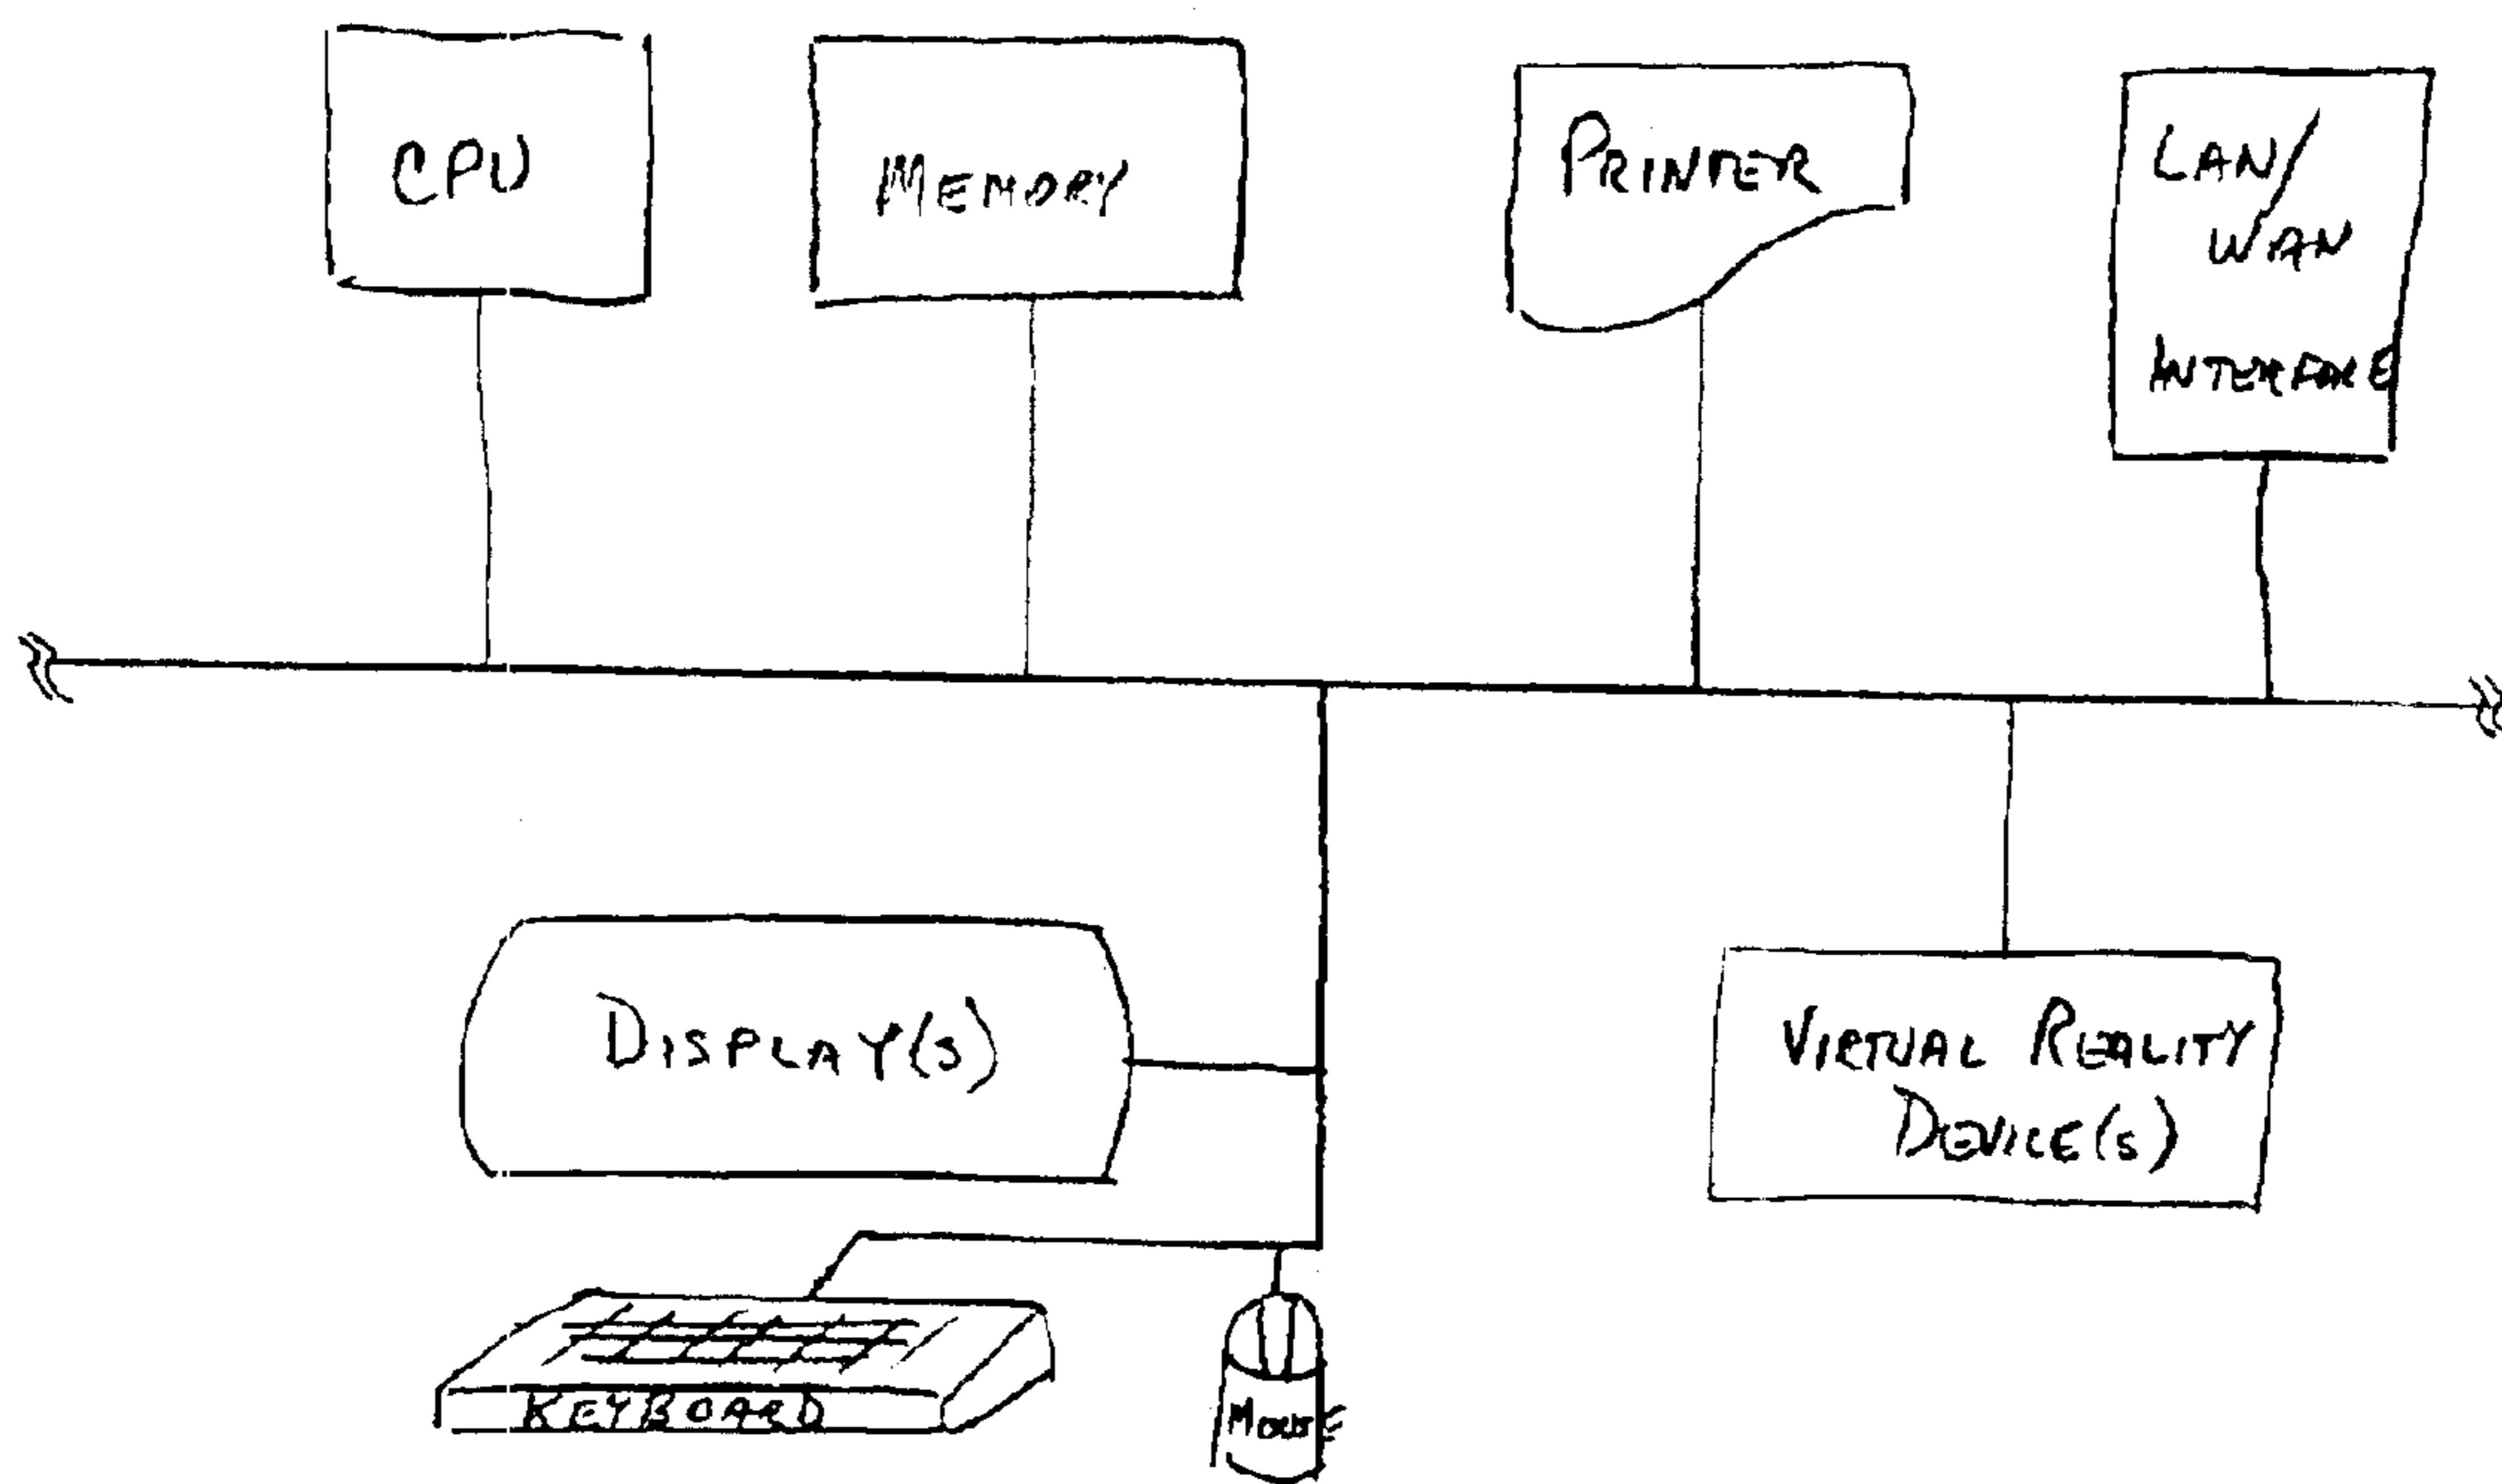 CPU
MEMORY
PRINTER
LAN/
WAN
INTERFACE
DISPLAY(S)
VIRTUAL REALITY
DEVICE(S)
KEYBOARD
MOUSE